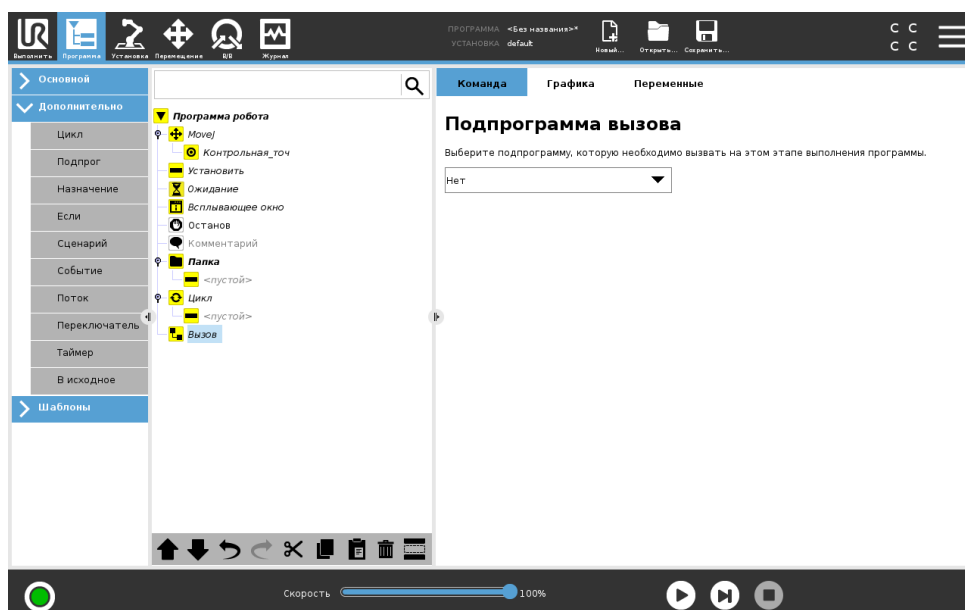 ПРОГРАММА <Без названия>*
УСТАНОВКА default
Выполнить Программа Установка Перемещение В/В Журнал
Новый... Открыть... Сохранить...
C C
C C
Основной
Дополнительно
Цикл
Подпрог
Назначение
Если
Сценарий
Событие
Поток
Переключатель
Таймер
В исходное
Шаблоны
Программа робота
MoveJ
Контрольная_точ
Установить
Ожидание
Всплывающее окно
Останов
Комментарий
Папка
<пустой>
Цикл
<пустой>
Вызов
Команда Графика Переменные
Подпрограмма вызова
Выберите подпрограмму, которую необходимо вызвать на этом этапе выполнения программы.
Нет
Скорость 100%